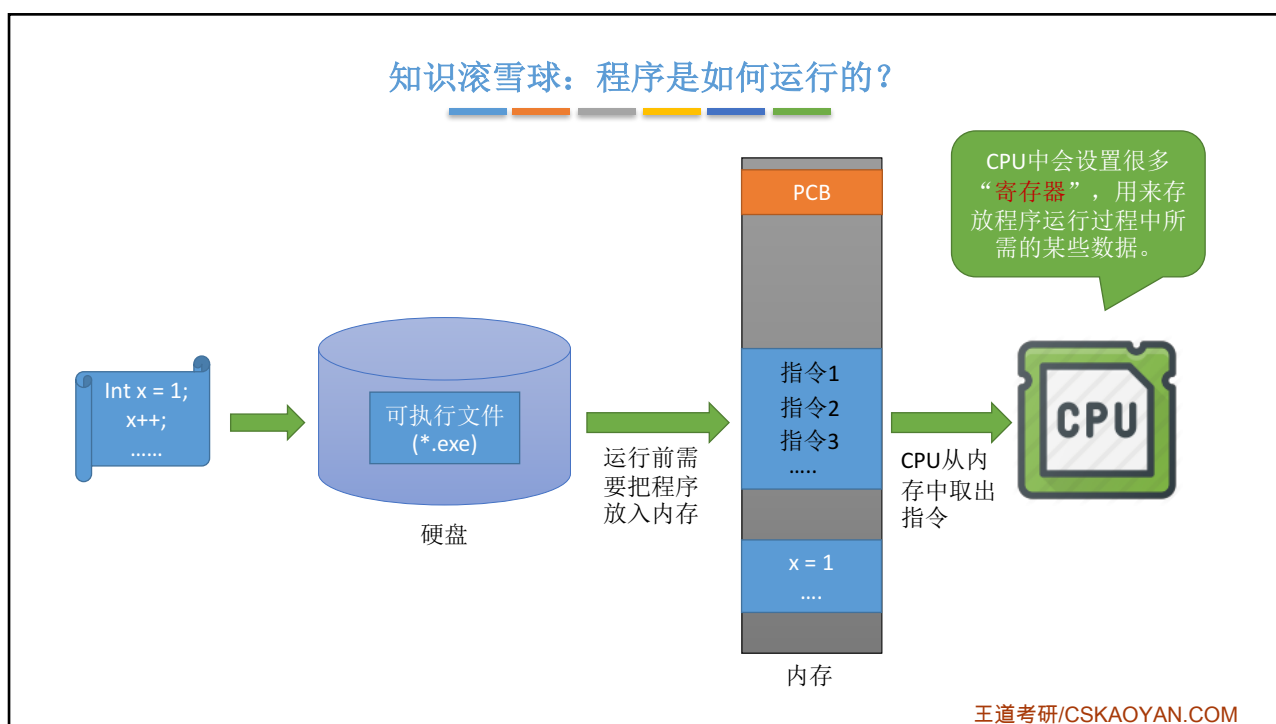 知识滚雪球：程序是如何运行的？
Int x = 1;
x++;
......
可执行文件
(*.exe)
硬盘
运行前需
要把程序
放入内存
PCB
指令1
指令2
指令3
…..
x = 1
….
内存
CPU从内
存中取出
指令
CPU中会设置很多
“寄存器”，用来存
放程序运行过程中所
需的某些数据。
CPU
王道考研/CSKAOYAN.COM